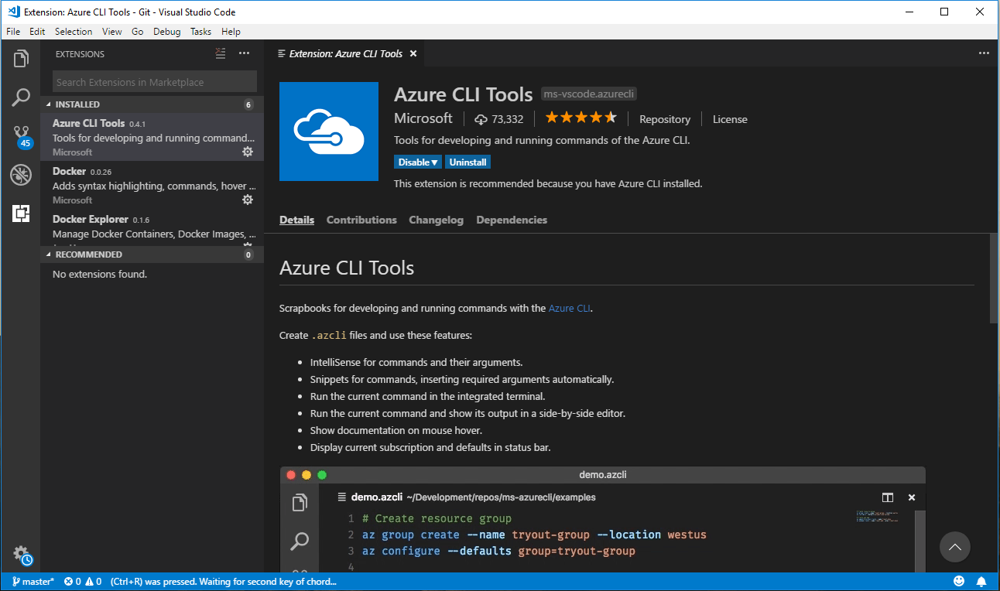 Extension: Azure CLI Tools - Git - Visual Studio Code
File Edit Selection View Go Debug Tasks Help
EXTENSIONS
Search Extensions in Marketplace
INSTALLED 6
Azure CLI Tools 0.4.1
Tools for developing and running command...
Microsoft
45
Docker 0.0.26
Adds syntax highlighting, commands, hover ...
Microsoft
Docker Explorer 0.1.6
Manage Docker Containers, Docker Images, ...
RECOMMENDED 0
No extensions found.
Extension: Azure CLI Tools
Azure CLI Tools ms-vscode.azurecli
Microsoft 73,332 Repository License
Tools for developing and running commands of the Azure CLI.
Disable Uninstall
This extension is recommended because you have Azure CLI installed.
Details Contributions Changelog Dependencies
Azure CLI Tools
Scrapbooks for developing and running commands with the Azure CLI.
Create .azcli files and use these features:
• IntelliSense for commands and their arguments.
• Snippets for commands, inserting required arguments automatically.
• Run the current command in the integrated terminal.
• Run the current command and show its output in a side-by-side editor.
• Show documentation on mouse hover.
• Display current subscription and defaults in status bar.
demo.azcli
demo.azcli ~/Development/repos/ms-azurecli/examples
1 # Create resource group
2 az group create --name tryout-group --location westus
3 az configure --defaults group=tryout-group
4
master* 0 0 (Ctrl+R) was pressed. Waiting for second key of chord...